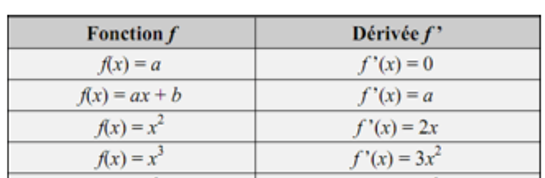 Fonction f Dérivée f’
f(x) = a f’(x) = 0
f(x) = ax + b f’(x) = a
f(x) = x² f’(x) = 2x
f(x) = x³ f’(x) = 3x²